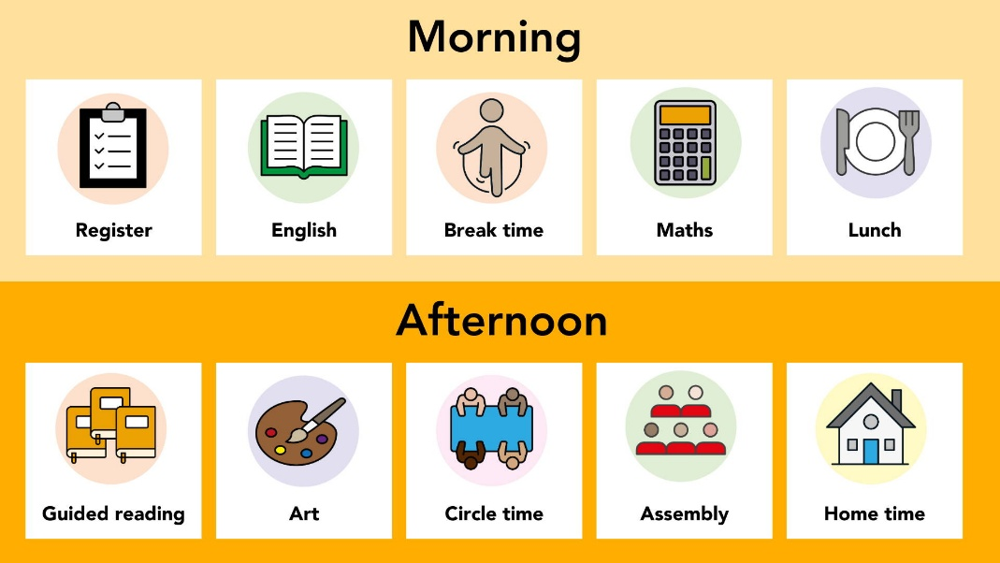 Morning
Register
English
Break time
Maths
Lunch
Afternoon
Guided reading
Art
Circle time
Assembly
Home time